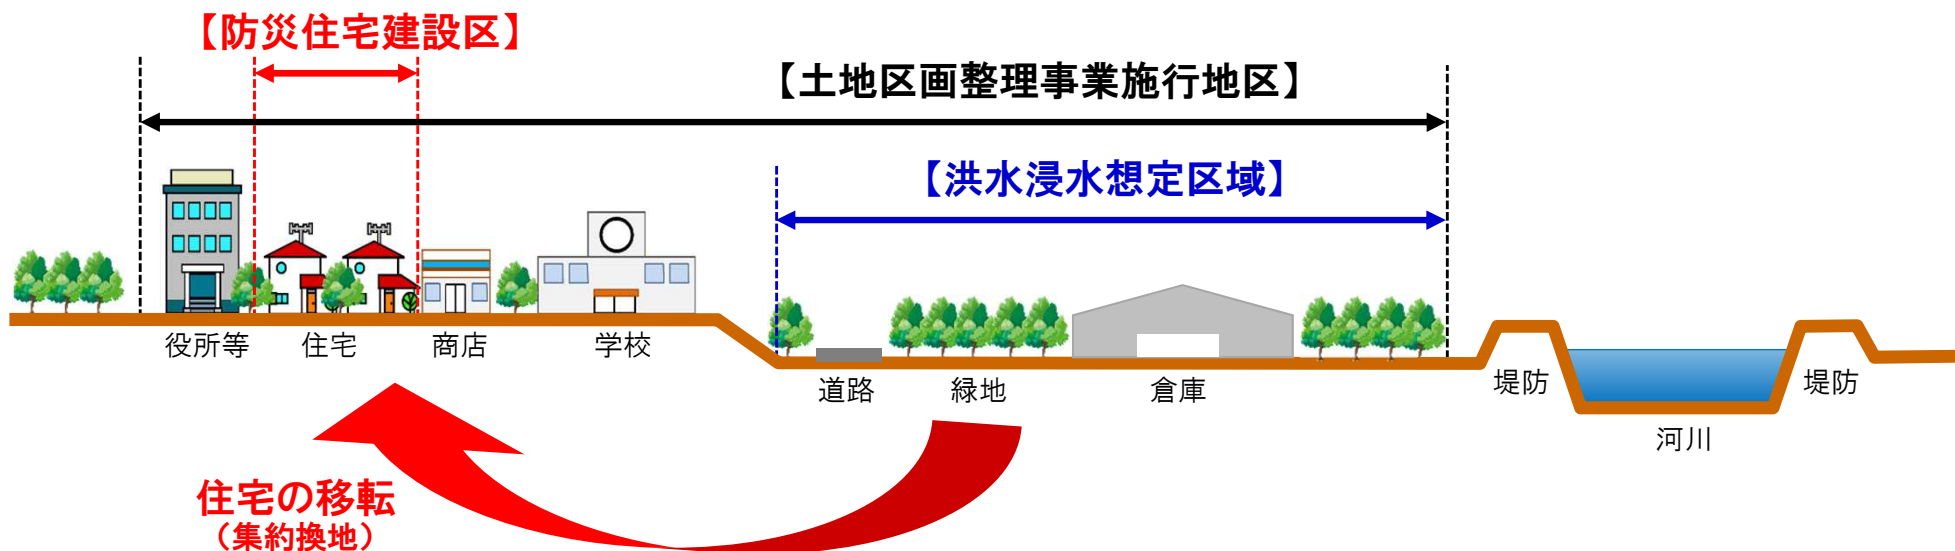 【防災住宅建設区】
【土地区画整理事業施行地区】
【洪水浸水想定区域】
役所等
住宅
商店
学校
道路
緑地
倉庫
堤防
堤防
河川
住宅の移転
（集約換地）